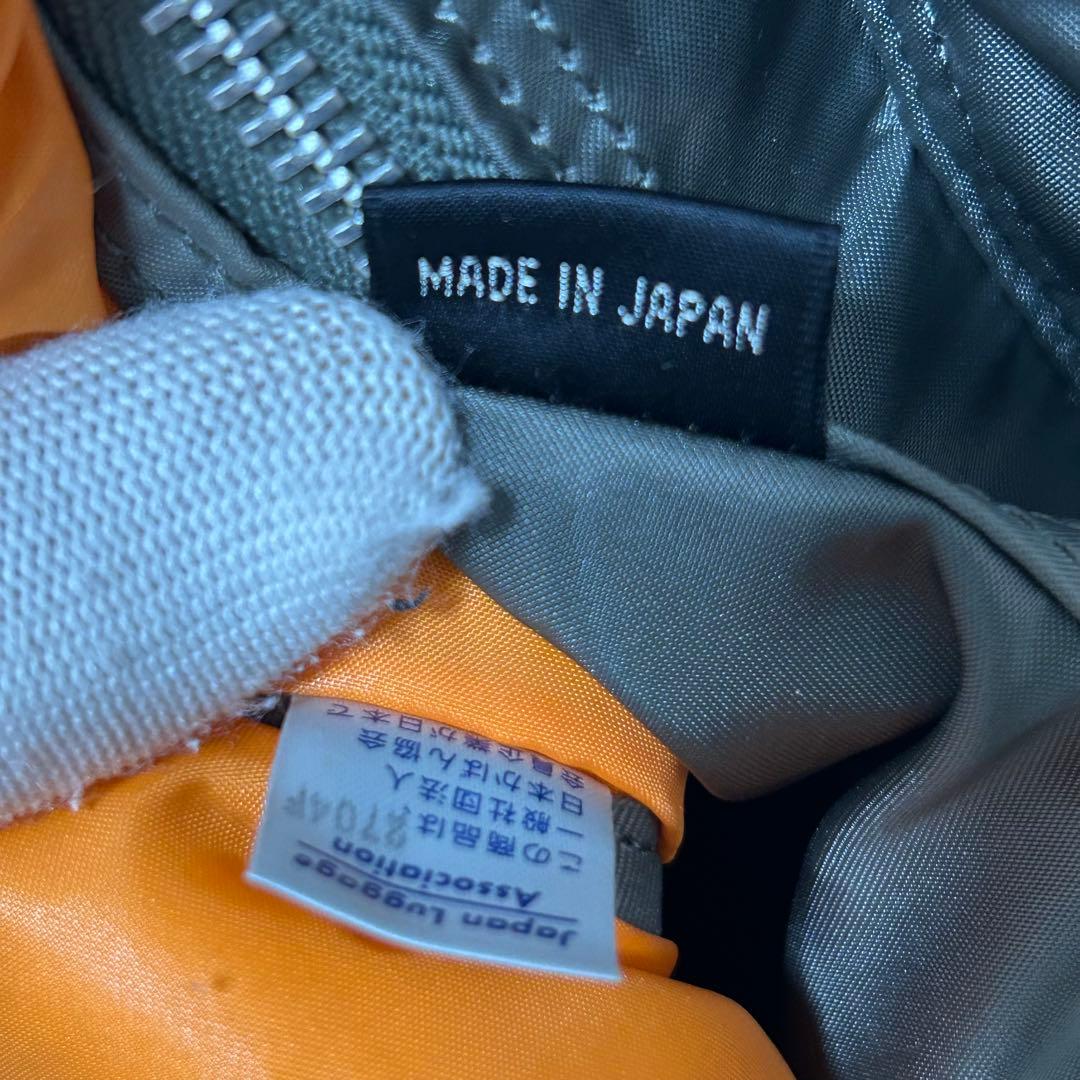 MADE IN JAPAN
Japan Luggage
Association
この商品は
一般社団法人
日本かばん協会
会員企業が日本で